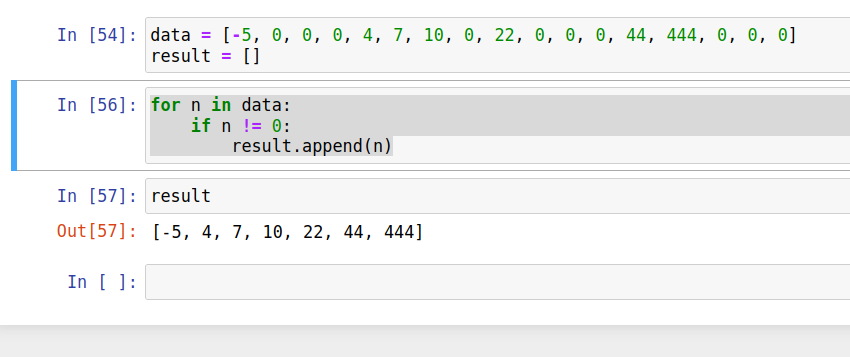 In [54]: data = [-5, 0, 0, 0, 4, 7, 10, 0, 22, 0, 0, 0, 44, 444, 0, 0, 0]
result = []
In [56]: for n in data:
    if n != 0:
        result.append(n)
In [57]: result
Out[57]: [-5, 4, 7, 10, 22, 44, 444]
In [ ]: